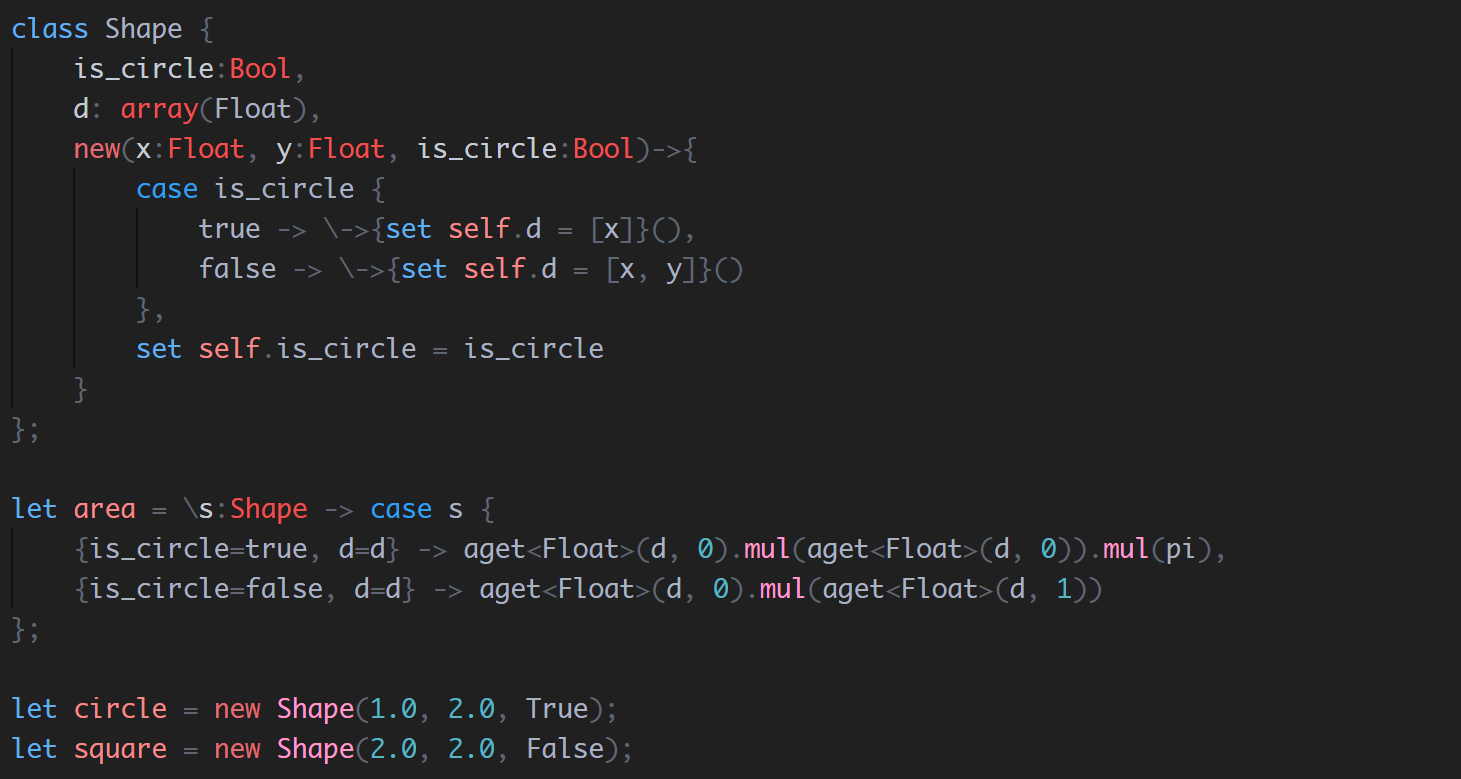 class Shape {
    is_circle:Bool,
    d: array(Float),
    new(x:Float, y:Float, is_circle:Bool)->{
        case is_circle {
            true -> \->{set self.d = [x]}(),
            false -> \->{set self.d = [x, y]}()
        },
        set self.is_circle = is_circle
    }
};

let area = \s:Shape -> case s {
    {is_circle=true, d=d} -> aget<Float>(d, 0).mul(aget<Float>(d, 0)).mul(pi),
    {is_circle=false, d=d} -> aget<Float>(d, 0).mul(aget<Float>(d, 1))
};

let circle = new Shape(1.0, 2.0, True);
let square = new Shape(2.0, 2.0, False);